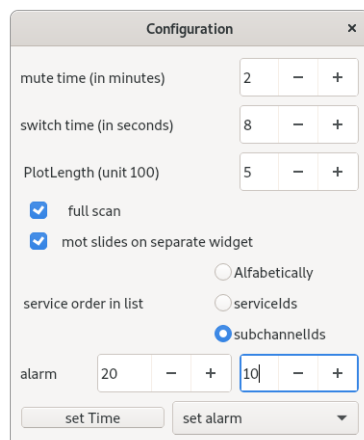 Configuration ×
mute time (in minutes) 2 − +
switch time (in seconds) 8 − +
PlotLength (unit 100) 5 − +
full scan
mot slides on separate widget
Alfabetically
service order in list serviceIds
subchannelIds
alarm 20 − + 10 − +
set Time set alarm